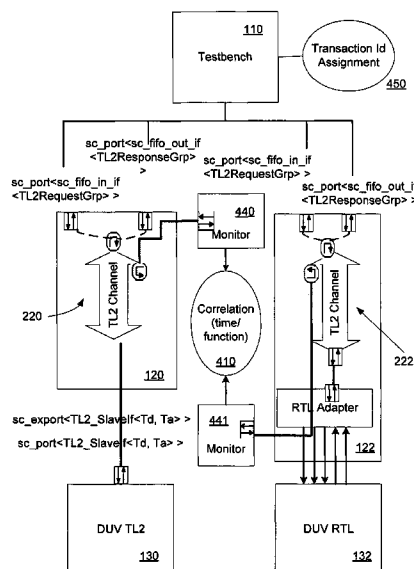 110
Testbench
Transaction Id
Assignment
450
sc_port<sc_fifo_out_if
<TL2ResponseGrp>
>
sc_port<sc_fifo_in_if
<TL2RequestGrp> >
sc_port<sc_fifo_in_if
<TL2RequestGrp> >
sc_port<sc_fifo_out_if
<TL2ResponseGrp> >
440
Monitor
TL2 Channel
220
120
Correlation
(time/
function)
410
TL2 Channel
222
RTL Adapter
122
441
Monitor
sc_export<TL2_SlaveIf<Td, Ta> >
sc_port<TL2_SlaveIf<Td, Ta> >
DUV TL2
130
DUV RTL
132